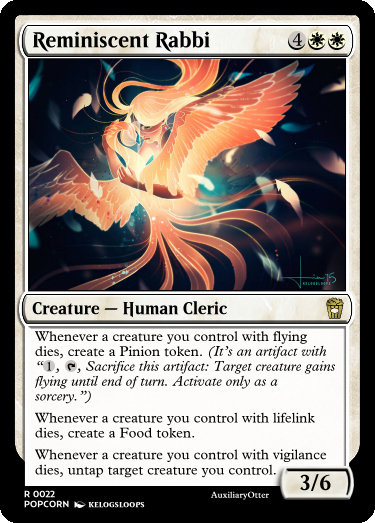 Reminiscent Rabbi 4
KELOGSLOOPS
Creature — Human Cleric
Whenever a creature you control with flying
dies, create a Pinion token. (It's an artifact with
“1, T, Sacrifice this artifact: Target creature gains
flying until end of turn. Activate only as a
sorcery.”)
Whenever a creature you control with lifelink
dies, create a Food token.
Whenever a creature you control with vigilance
dies, untap target creature you control.
3/6
R 0022
POPCORN KELOGSLOOPS
AuxiliaryOtter